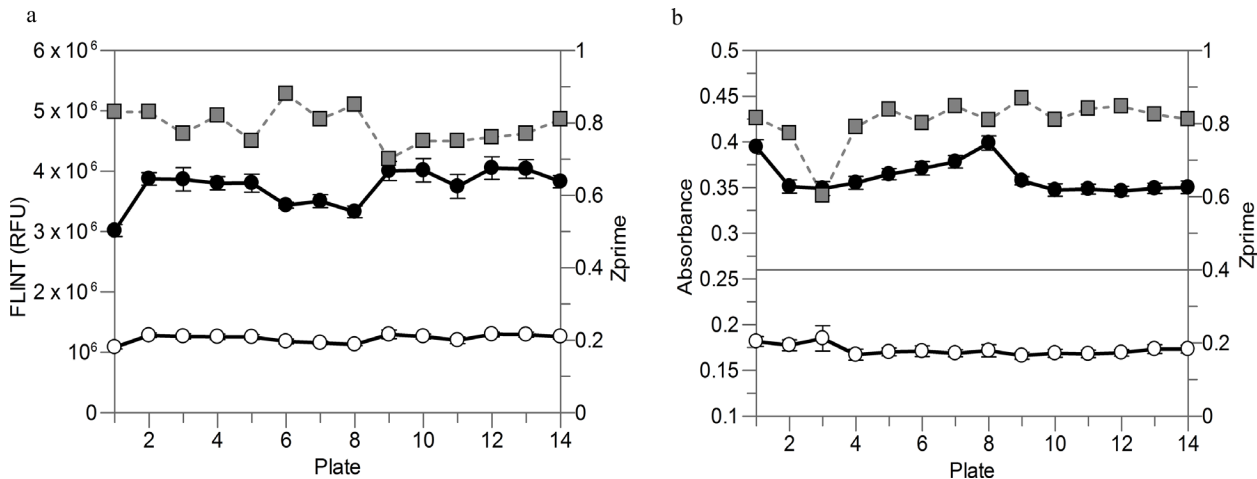 a
6 x 10⁶
5 x 10⁶
4 x 10⁶
3 x 10⁶
2 x 10⁶
10⁶
0
FLINT (RFU)
1
0.8
0.6
0.4
0.2
0
Zprime
2 4 6 8 10 12 14
Plate
b
0.5
0.45
0.4
0.35
0.3
0.25
0.2
0.15
0.1
Absorbance
1
0.8
0.6
0.4
0.2
0
Zprime
2 4 6 8 10 12 14
Plate